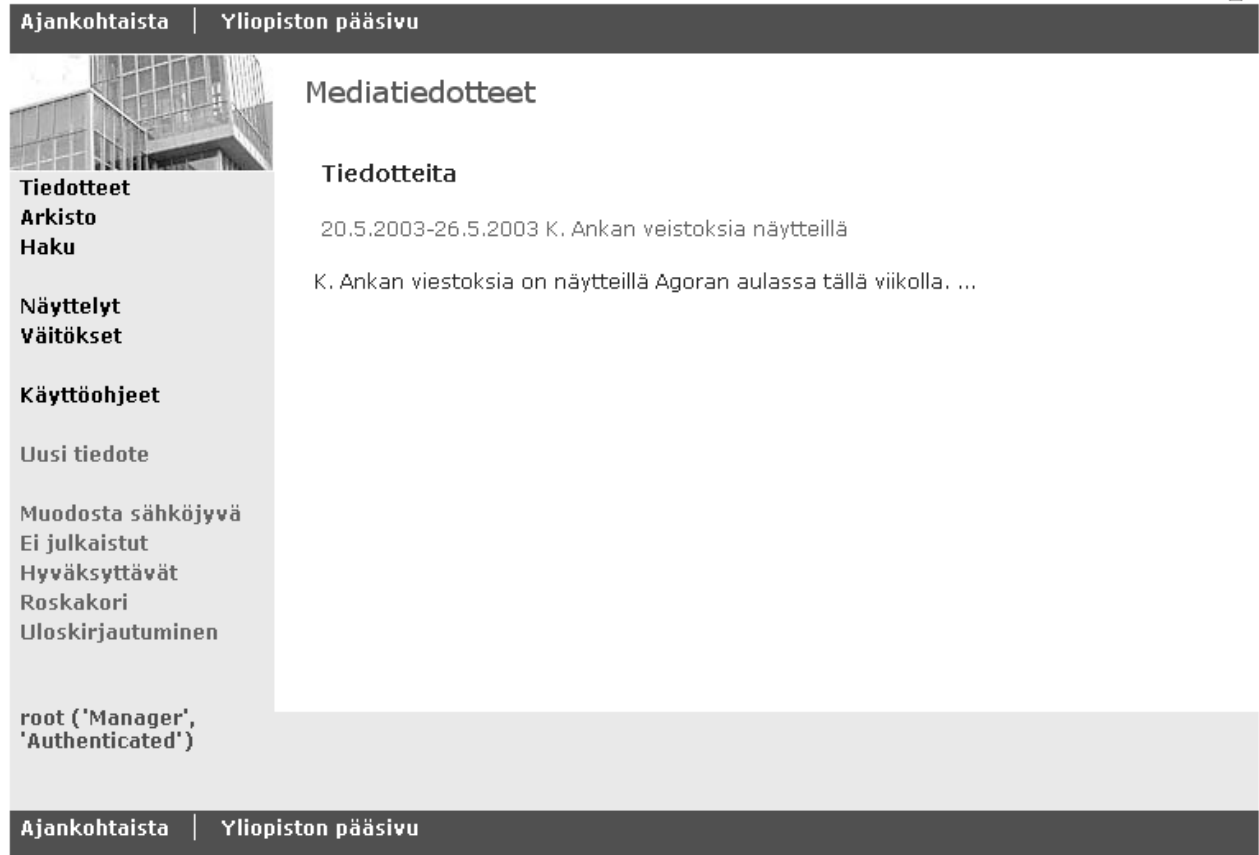 Ajankohtaista | Yliopiston pääsivu
Mediatiedotteet
Tiedotteita
20.5.2003-26.5.2003 K. Ankan veistoksia näytteillä
K. Ankan viestoksia on näytteillä Agoran aulassa tällä viikolla. ...
Tiedotteet
Arkisto
Haku
Näyttelyt
Väitökset
Käyttöohjeet
Uusi tiedote
Muodosta sähköjyvä
Ei julkaistut
Hyväksyttävät
Roskakori
Uloskirjautuminen
root ('Manager',
'Authenticated')
Ajankohtaista | Yliopiston pääsivu